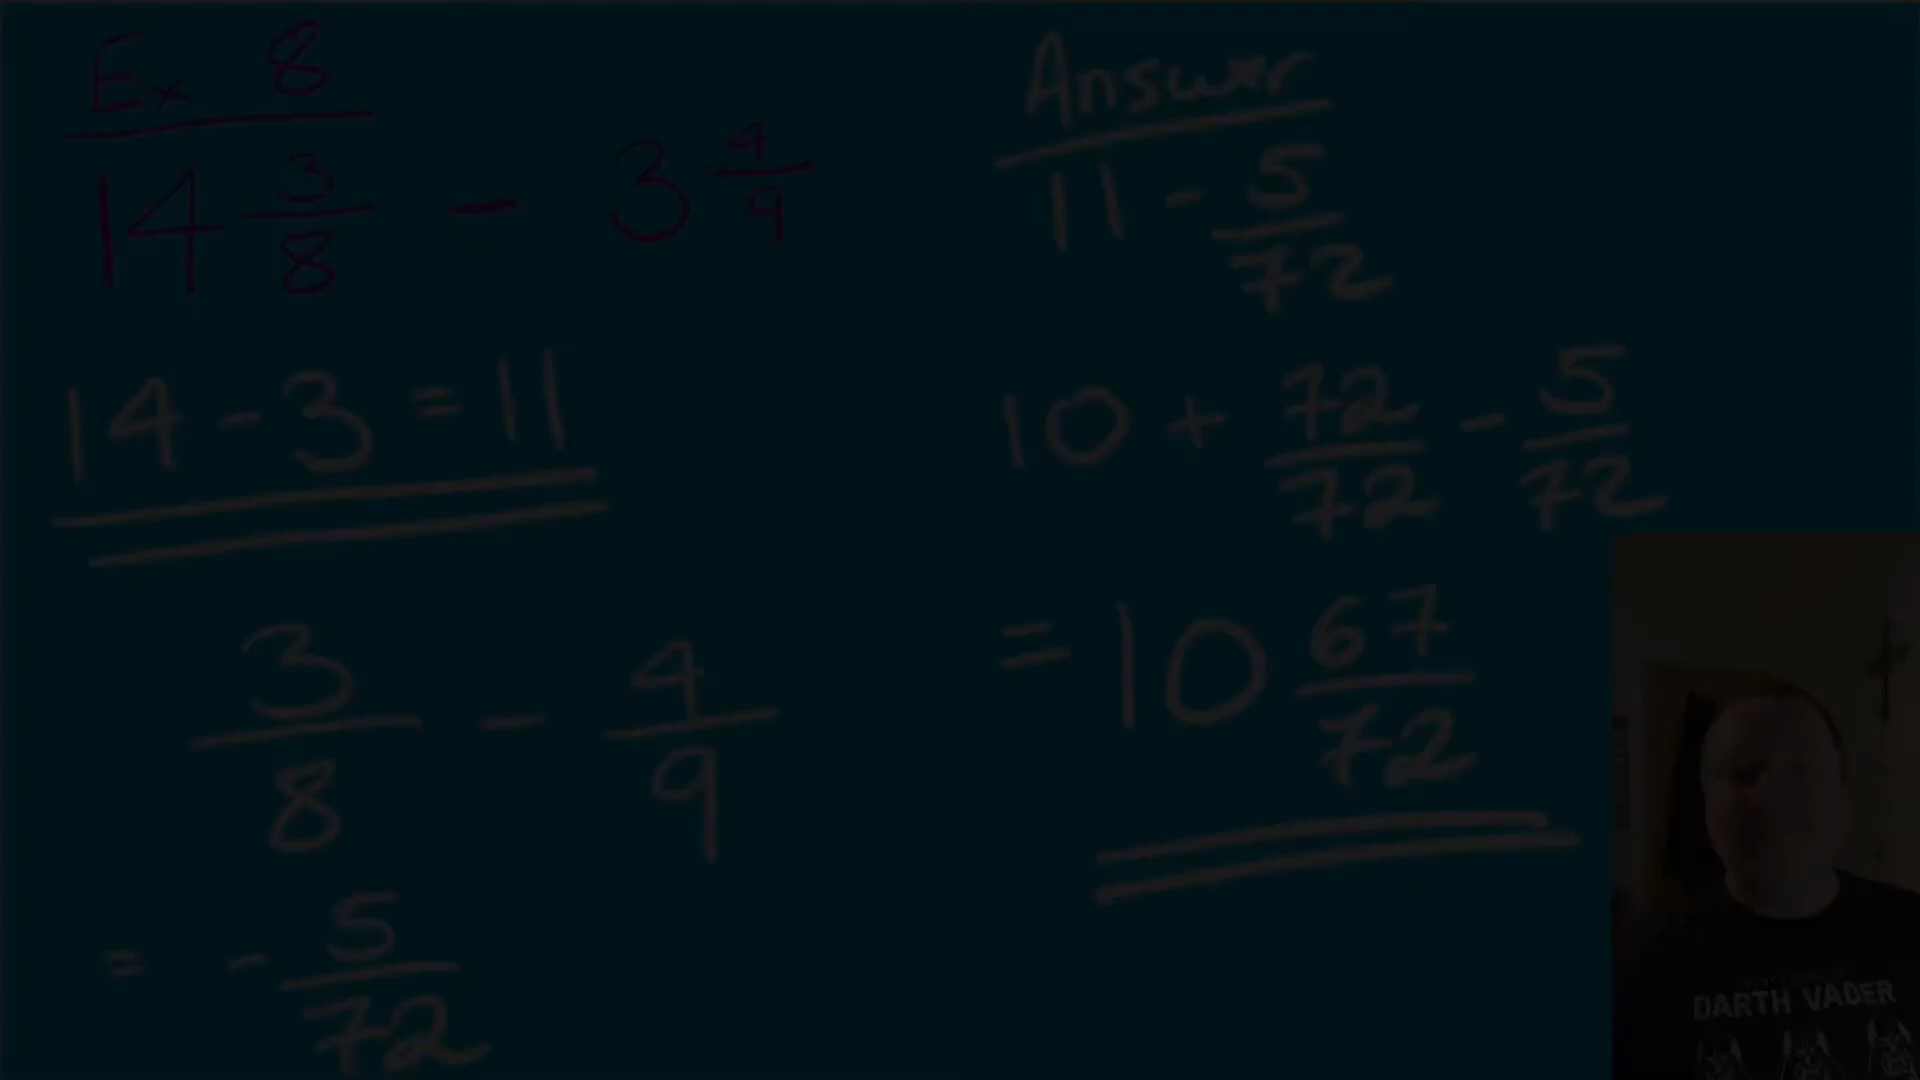 Ex 8
14 3/8 - 3 4/9
14 - 3 = 11
3/8 - 4/9
= - 5/72
Answer
11 - 5/72
10 + 72/72 - 5/72
= 10 67/72
DARTH VADER